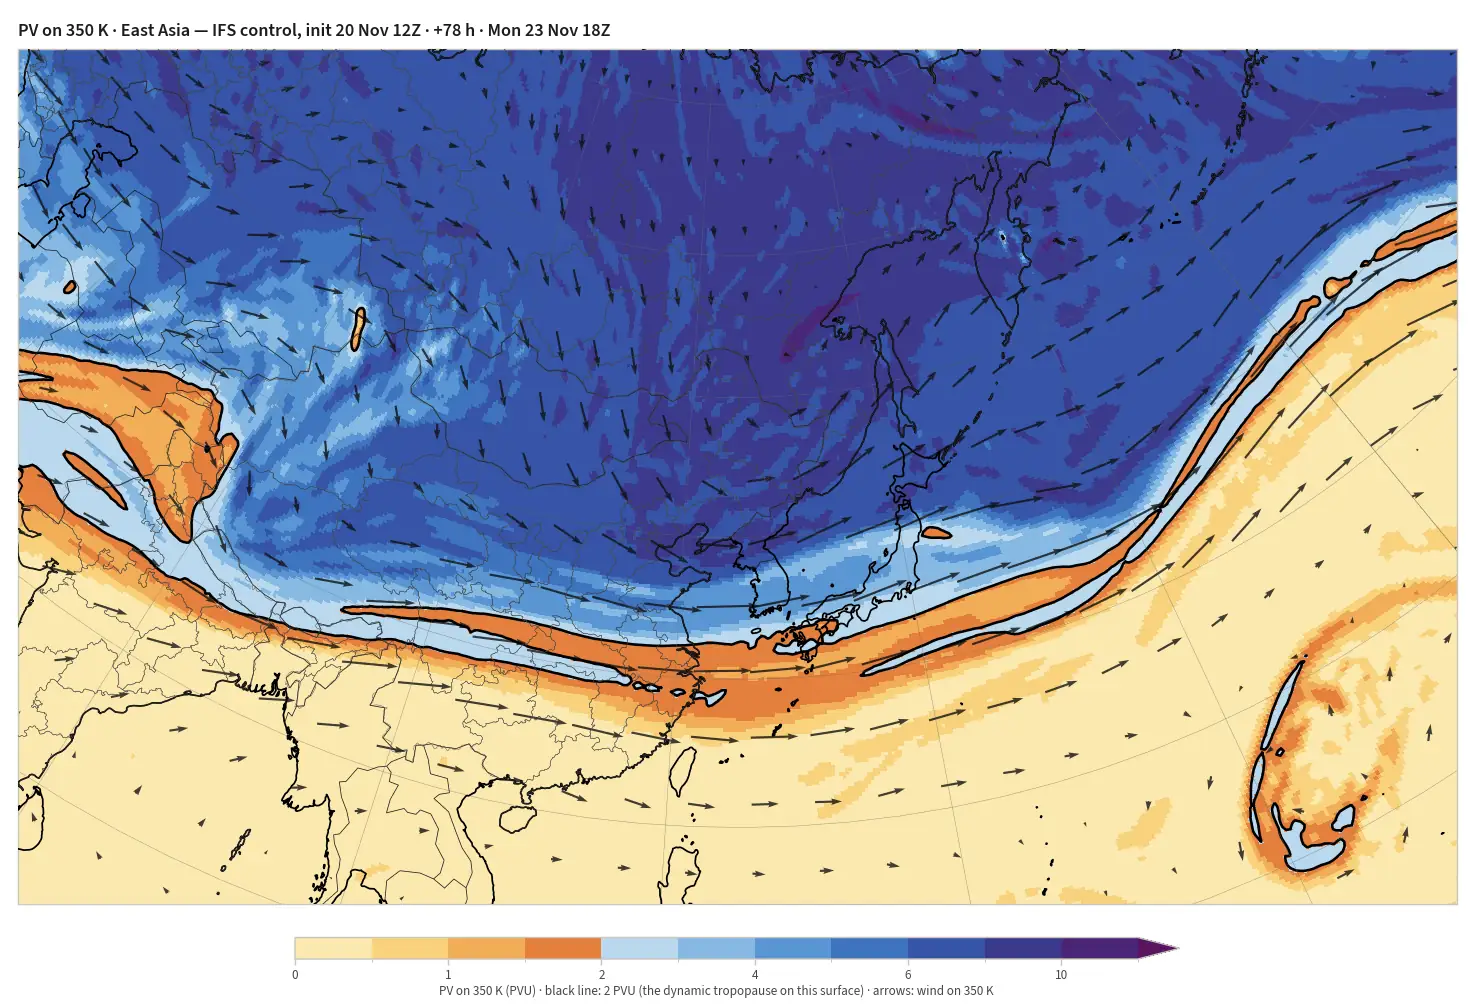 PV on 350 K · East Asia — IFS control, init 20 Nov 12Z · +78 h · Mon 23 Nov 18Z
0 1 2 4 6 10
PV on 350 K (PVU) · black line: 2 PVU (the dynamic tropopause on this surface) · arrows: wind on 350 K